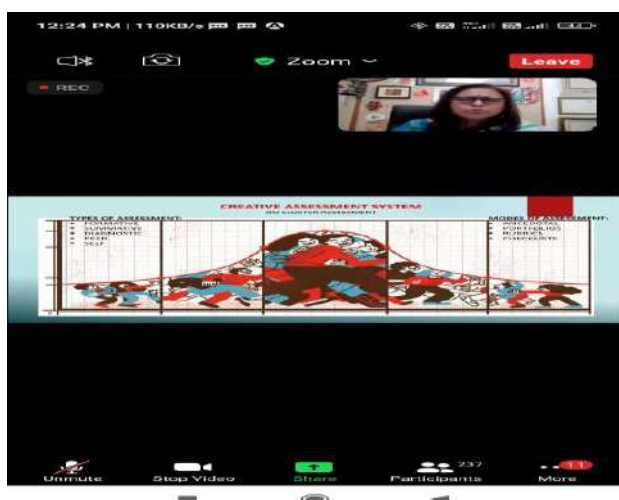 12:24 PM | 110KB/s
Zoom
Leave
REC
CREATIVE ASSESSMENT SYSTEM
TYPES OF ASSESSMENT:
FORMATIVE
SUMMATIVE
DIAGNOSTIC
PEER
SELF
MODES OF ASSESSMENT:
ANECDOTAL
PORTFOLIOS
RUBRICS
CHECKLISTS
237
11
Unmute
Stop Video
Share
Participants
More